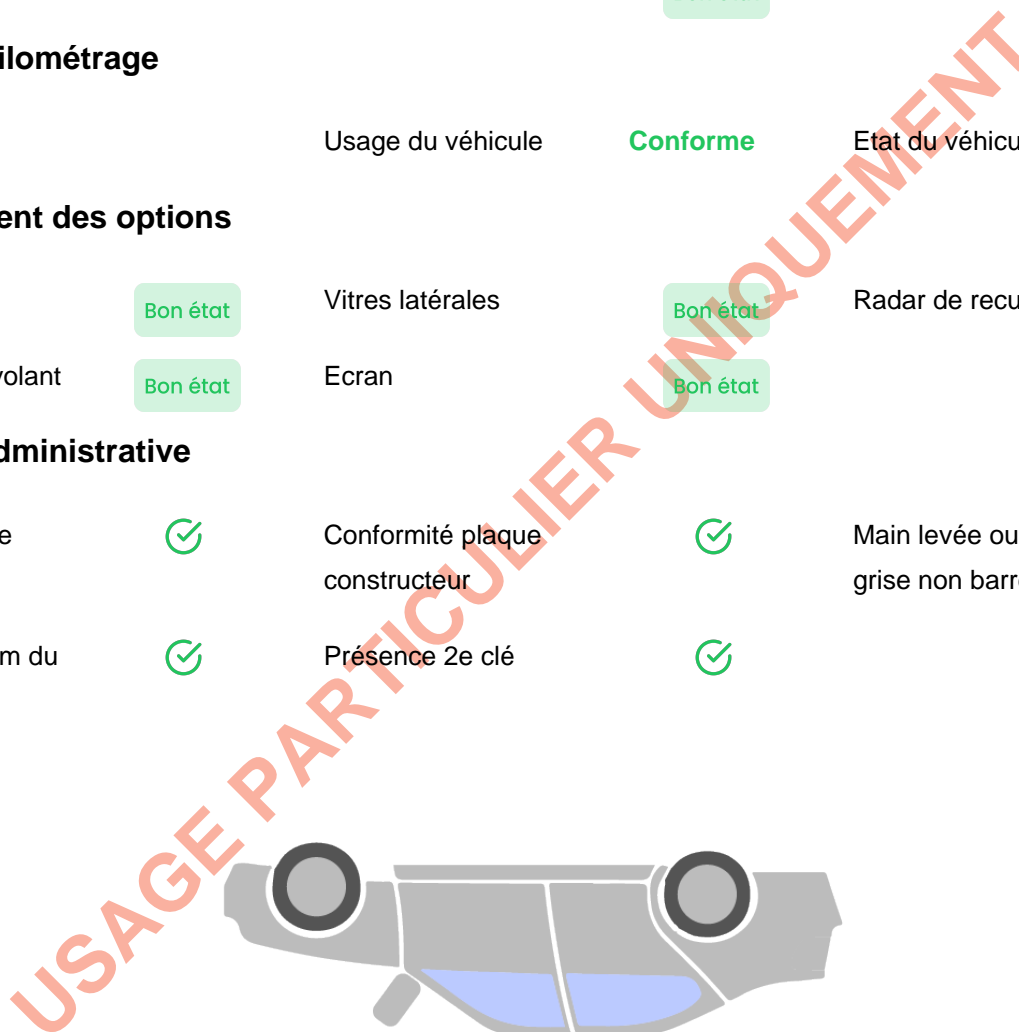 ilométrage
Usage du véhicule Conforme Etat du véhicu
ent des options
Bon état Vitres latérales Bon état Radar de recu
volant Bon état Ecran Bon état
dministrative
e Conformité plaque Main levée ou
constructeur grise non barr
m du Présence 2e clé
USAGE PARTICULIER UNIQUEMENT